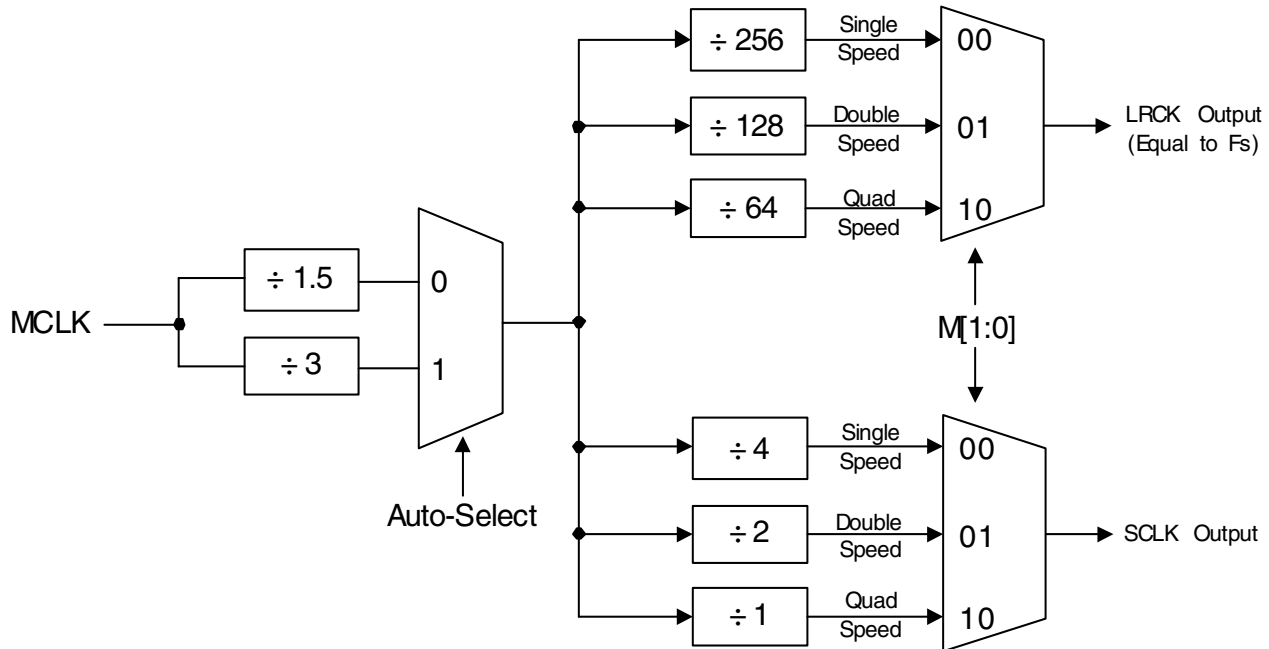 ÷ 256
Single
Speed
00
÷ 128
Double
Speed
01
LRCK Output
(Equal to Fs)
÷ 64
Quad
Speed
10
÷ 1.5
0
MCLK
M[1:0]
÷ 3
1
÷ 4
Single
Speed
00
Auto-Select
÷ 2
Double
Speed
01
SCLK Output
÷ 1
Quad
Speed
10